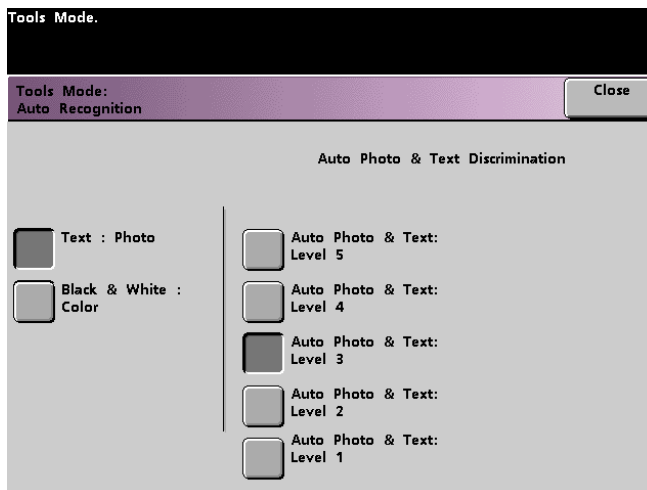 Tools Mode.
Tools Mode:
Auto Recognition
Close
Auto Photo & Text Discrimination
Text : Photo
Black & White :
Color
Auto Photo & Text:
Level 5
Auto Photo & Text:
Level 4
Auto Photo & Text:
Level 3
Auto Photo & Text:
Level 2
Auto Photo & Text:
Level 1